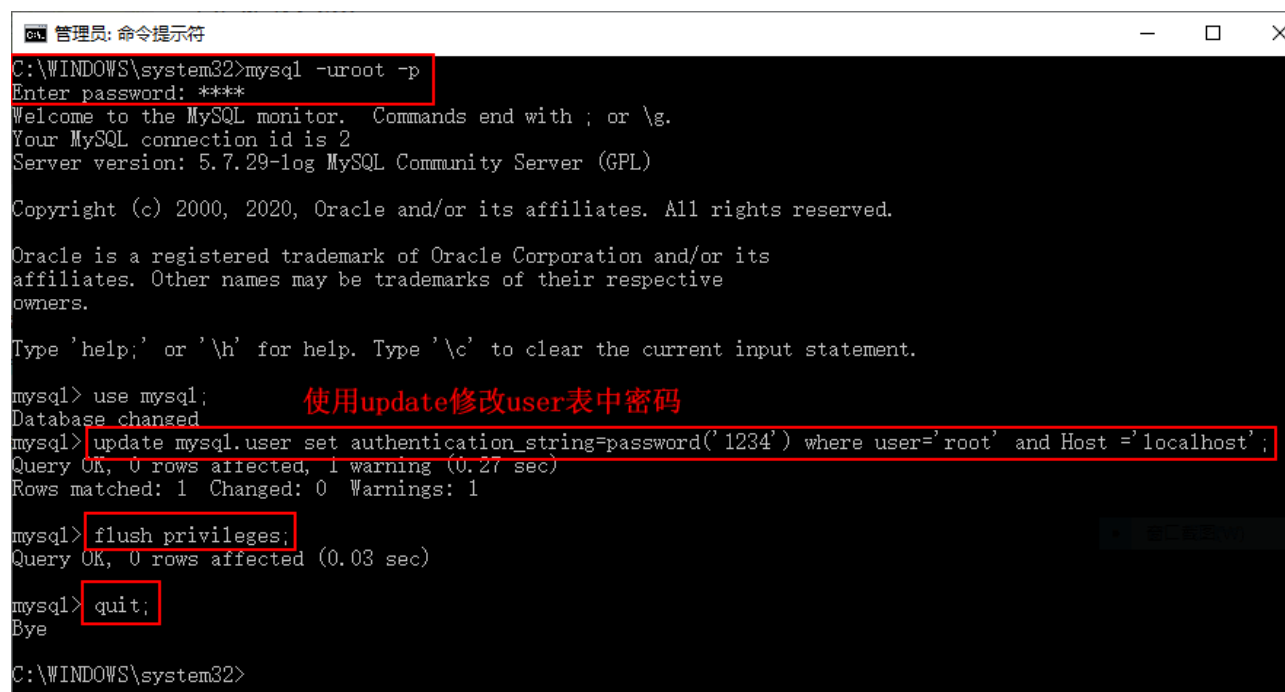 管理员: 命令提示符
C:\WINDOWS\system32>mysql -uroot -p
Enter password: ****
Welcome to the MySQL monitor.  Commands end with ; or \g.
Your MySQL connection id is 2
Server version: 5.7.29-log MySQL Community Server (GPL)
Copyright (c) 2000, 2020, Oracle and/or its affiliates. All rights reserved.
Oracle is a registered trademark of Oracle Corporation and/or its
affiliates. Other names may be trademarks of their respective
owners.
Type 'help;' or '\h' for help. Type '\c' to clear the current input statement.
mysql> use mysql;
使用update修改user表中密码
Database changed
mysql> update mysql.user set authentication_string=password('1234') where user='root' and Host ='localhost';
Query OK, 0 rows affected, 1 warning (0.27 sec)
Rows matched: 1  Changed: 0  Warnings: 1
mysql> flush privileges;
Query OK, 0 rows affected (0.03 sec)
mysql> quit;
Bye
C:\WINDOWS\system32>